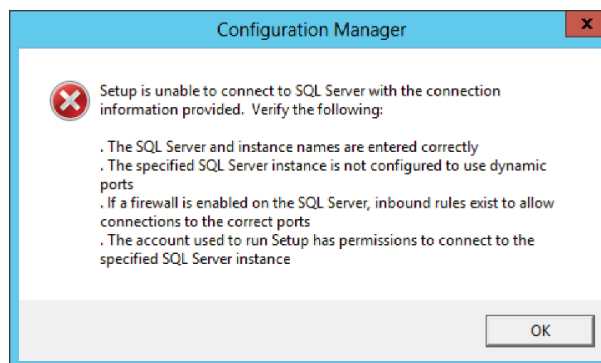 Configuration Manager
x
Setup is unable to connect to SQL Server with the connection
information provided.  Verify the following:
. The SQL Server and instance names are entered correctly
. The specified SQL Server instance is not configured to use dynamic
ports
. If a firewall is enabled on the SQL Server, inbound rules exist to allow
connections to the correct ports
. The account used to run Setup has permissions to connect to the
specified SQL Server instance
OK